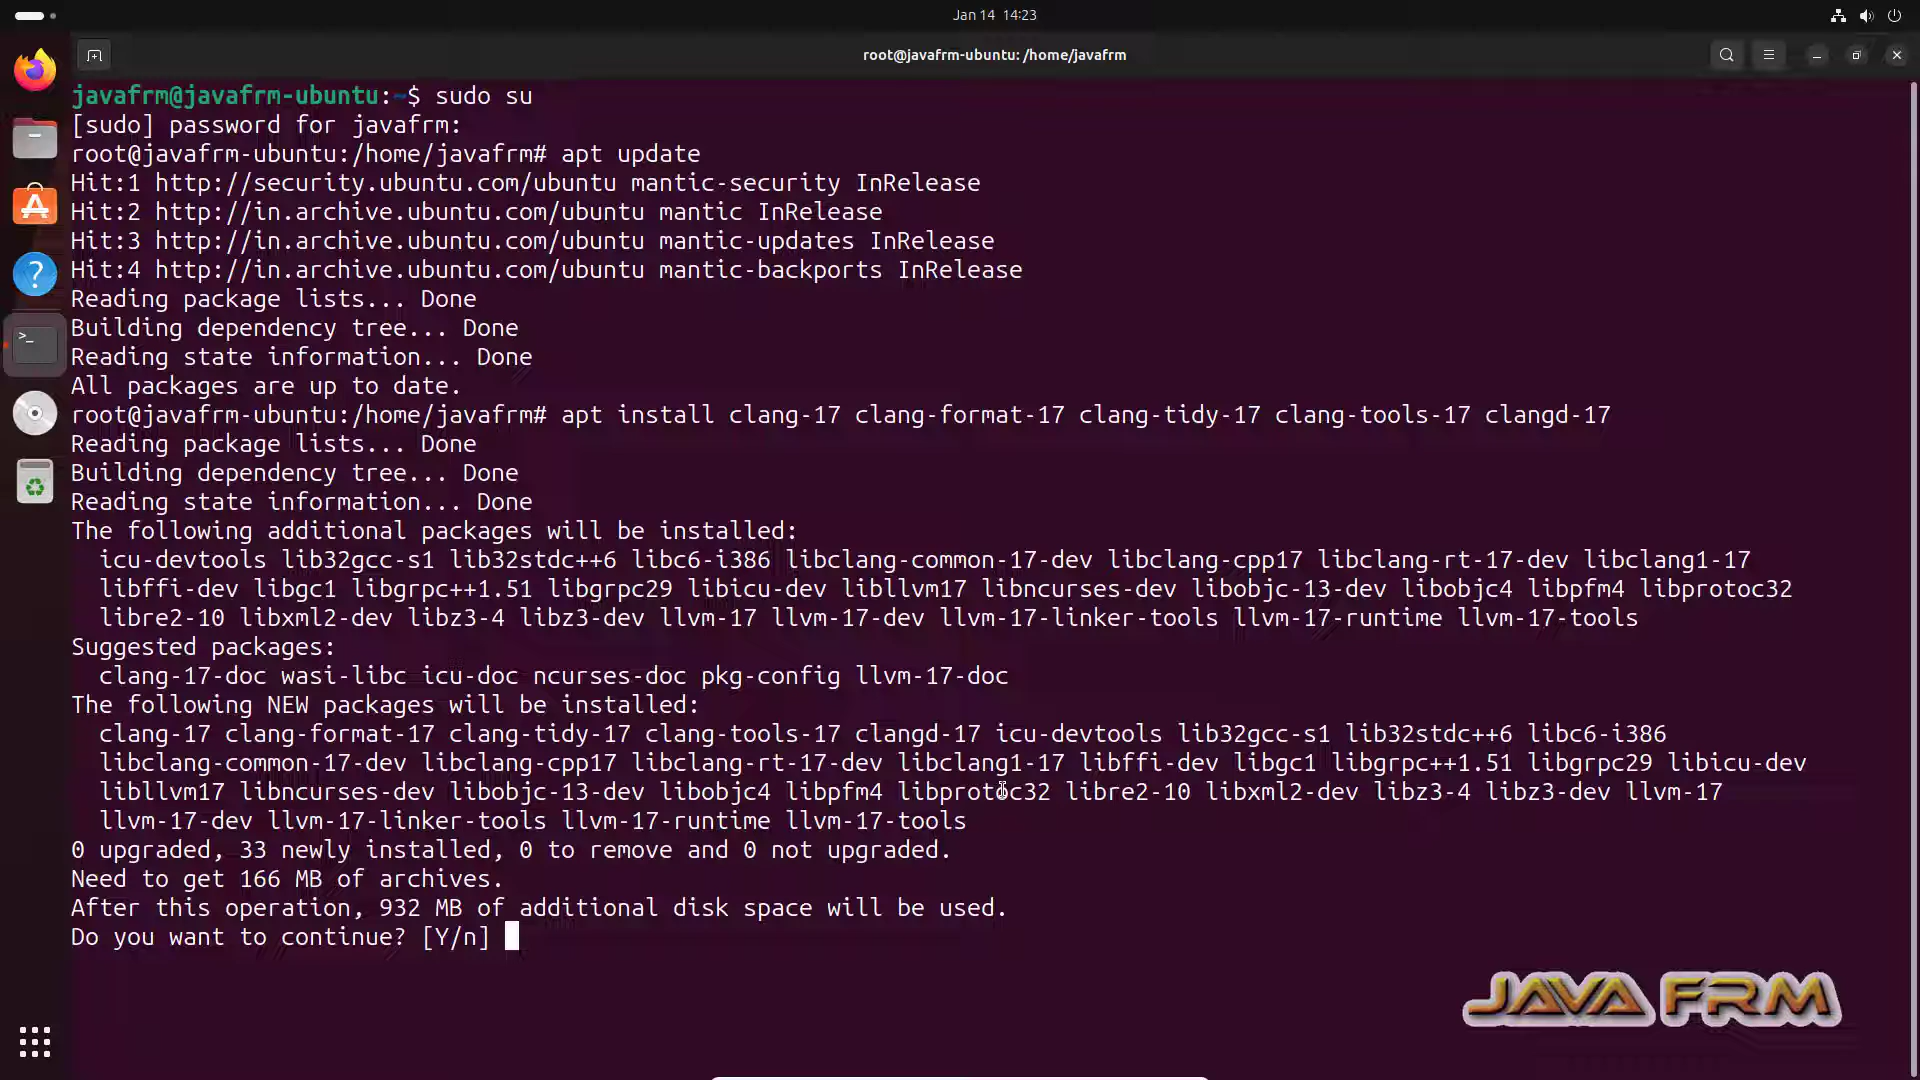 Jan 14 14:23
root@javafrm-ubuntu: /home/javafrm
javafrm@javafrm-ubuntu:~$ sudo su
[sudo] password for javafrm:
root@javafrm-ubuntu:/home/javafrm# apt update
Hit:1 http://security.ubuntu.com/ubuntu mantic-security InRelease
Hit:2 http://in.archive.ubuntu.com/ubuntu mantic InRelease
Hit:3 http://in.archive.ubuntu.com/ubuntu mantic-updates InRelease
Hit:4 http://in.archive.ubuntu.com/ubuntu mantic-backports InRelease
Reading package lists... Done
Building dependency tree... Done
Reading state information... Done
All packages are up to date.
root@javafrm-ubuntu:/home/javafrm# apt install clang-17 clang-format-17 clang-tidy-17 clang-tools-17 clangd-17
Reading package lists... Done
Building dependency tree... Done
Reading state information... Done
The following additional packages will be installed:
icu-devtools lib32gcc-s1 lib32stdc++6 libc6-i386 libclang-common-17-dev libclang-cpp17 libclang-rt-17-dev libclang1-17
libffi-dev libgc1 libgrpc++1.51 libgrpc29 libicu-dev libllvm17 libncurses-dev libobjc-13-dev libobjc4 libpfm4 libprotoc32
libre2-10 libxml2-dev libz3-4 libz3-dev llvm-17 llvm-17-dev llvm-17-linker-tools llvm-17-runtime llvm-17-tools
Suggested packages:
clang-17-doc wasi-libc icu-doc ncurses-doc pkg-config llvm-17-doc
The following NEW packages will be installed:
clang-17 clang-format-17 clang-tidy-17 clang-tools-17 clangd-17 icu-devtools lib32gcc-s1 lib32stdc++6 libc6-i386
libclang-common-17-dev libclang-cpp17 libclang-rt-17-dev libclang1-17 libffi-dev libgc1 libgrpc++1.51 libgrpc29 libicu-dev
libllvm17 libncurses-dev libobjc-13-dev libobjc4 libpfm4 libprotoc32 libre2-10 libxml2-dev libz3-4 libz3-dev llvm-17
llvm-17-dev llvm-17-linker-tools llvm-17-runtime llvm-17-tools
0 upgraded, 33 newly installed, 0 to remove and 0 not upgraded.
Need to get 166 MB of archives.
After this operation, 932 MB of additional disk space will be used.
Do you want to continue? [Y/n]
JAVA FRM